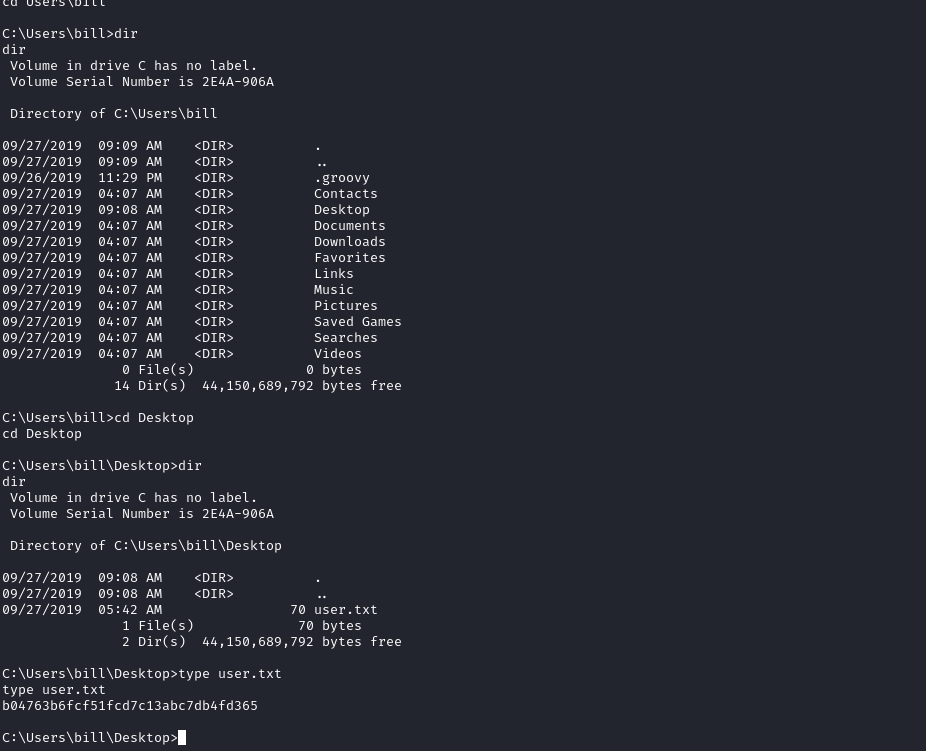 cd Users\bill
C:\Users\bill>dir
dir
 Volume in drive C has no label.
 Volume Serial Number is 2E4A-906A
 Directory of C:\Users\bill
09/27/2019  09:09 AM    <DIR>          .
09/27/2019  09:09 AM    <DIR>          ..
09/26/2019  11:29 PM    <DIR>          .groovy
09/27/2019  04:07 AM    <DIR>          Contacts
09/27/2019  09:08 AM    <DIR>          Desktop
09/27/2019  04:07 AM    <DIR>          Documents
09/27/2019  04:07 AM    <DIR>          Downloads
09/27/2019  04:07 AM    <DIR>          Favorites
09/27/2019  04:07 AM    <DIR>          Links
09/27/2019  04:07 AM    <DIR>          Music
09/27/2019  04:07 AM    <DIR>          Pictures
09/27/2019  04:07 AM    <DIR>          Saved Games
09/27/2019  04:07 AM    <DIR>          Searches
09/27/2019  04:07 AM    <DIR>          Videos
               0 File(s)              0 bytes
              14 Dir(s)  44,150,689,792 bytes free
C:\Users\bill>cd Desktop
cd Desktop
C:\Users\bill\Desktop>dir
dir
 Volume in drive C has no label.
 Volume Serial Number is 2E4A-906A
 Directory of C:\Users\bill\Desktop
09/27/2019  09:08 AM    <DIR>          .
09/27/2019  09:08 AM    <DIR>          ..
09/27/2019  05:42 AM                70 user.txt
               1 File(s)             70 bytes
               2 Dir(s)  44,150,689,792 bytes free
C:\Users\bill\Desktop>type user.txt
type user.txt
b04763b6fcf51fcd7c13abc7db4fd365
C:\Users\bill\Desktop>